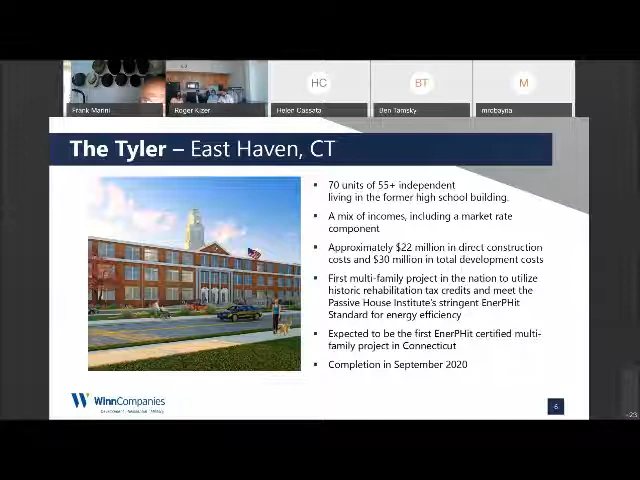 HC
BT
M
Frank Marini
Roger Kizer
Helen Cassata
Ben Tamsky
mrobayna
The Tyler – East Haven, CT
▪ 70 units of 55+ independent
living in the former high school building.
▪ A mix of incomes, including a market rate
component
▪ Approximately $22 million in direct construction
costs and $30 million in total development costs
▪ First multi-family project in the nation to utilize
historic rehabilitation tax credits and meet the
Passive House Institute's stringent EnerPHit
Standard for energy efficiency
▪ Expected to be the first EnerPHit certified multi-
family project in Connecticut
▪ Completion in September 2020
WinnCompanies
6